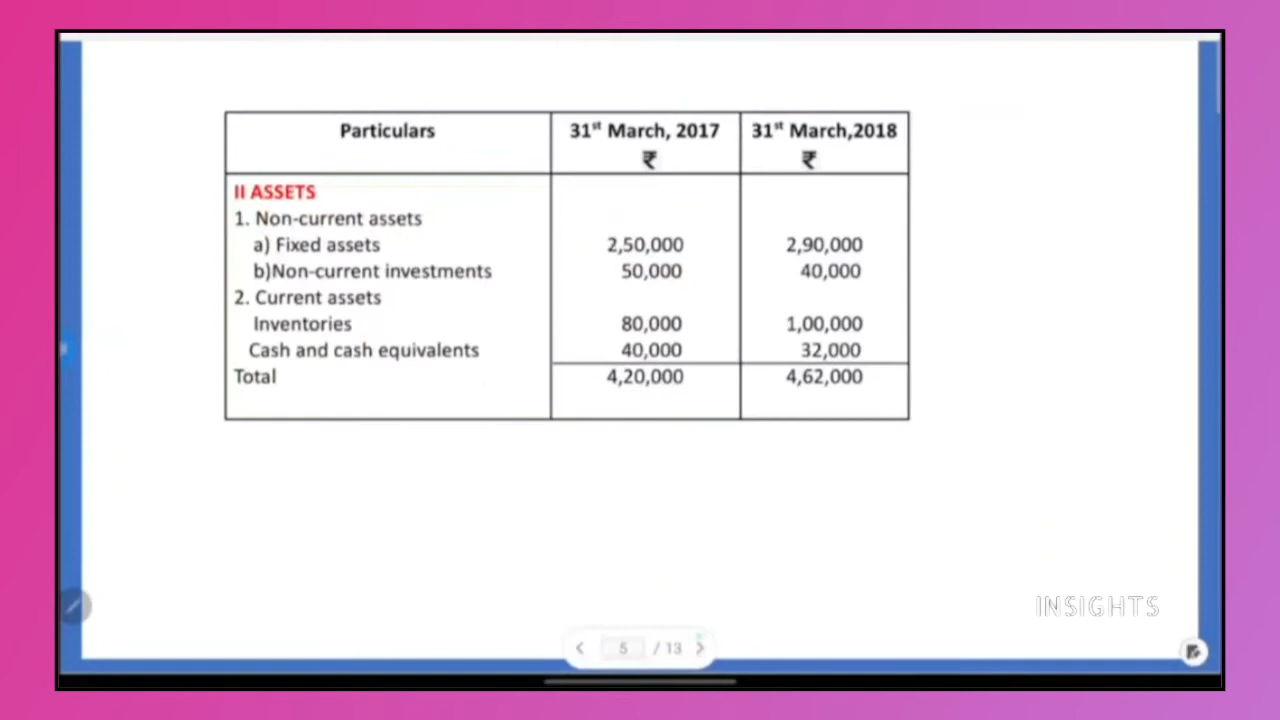 Particulars 31st March, 2017 31st March,2018
₹ ₹
II ASSETS
1. Non-current assets
a) Fixed assets 2,50,000 2,90,000
b)Non-current investments 50,000 40,000
2. Current assets
Inventories 80,000 1,00,000
Cash and cash equivalents 40,000 32,000
Total 4,20,000 4,62,000
INSIGHTS
5 / 13